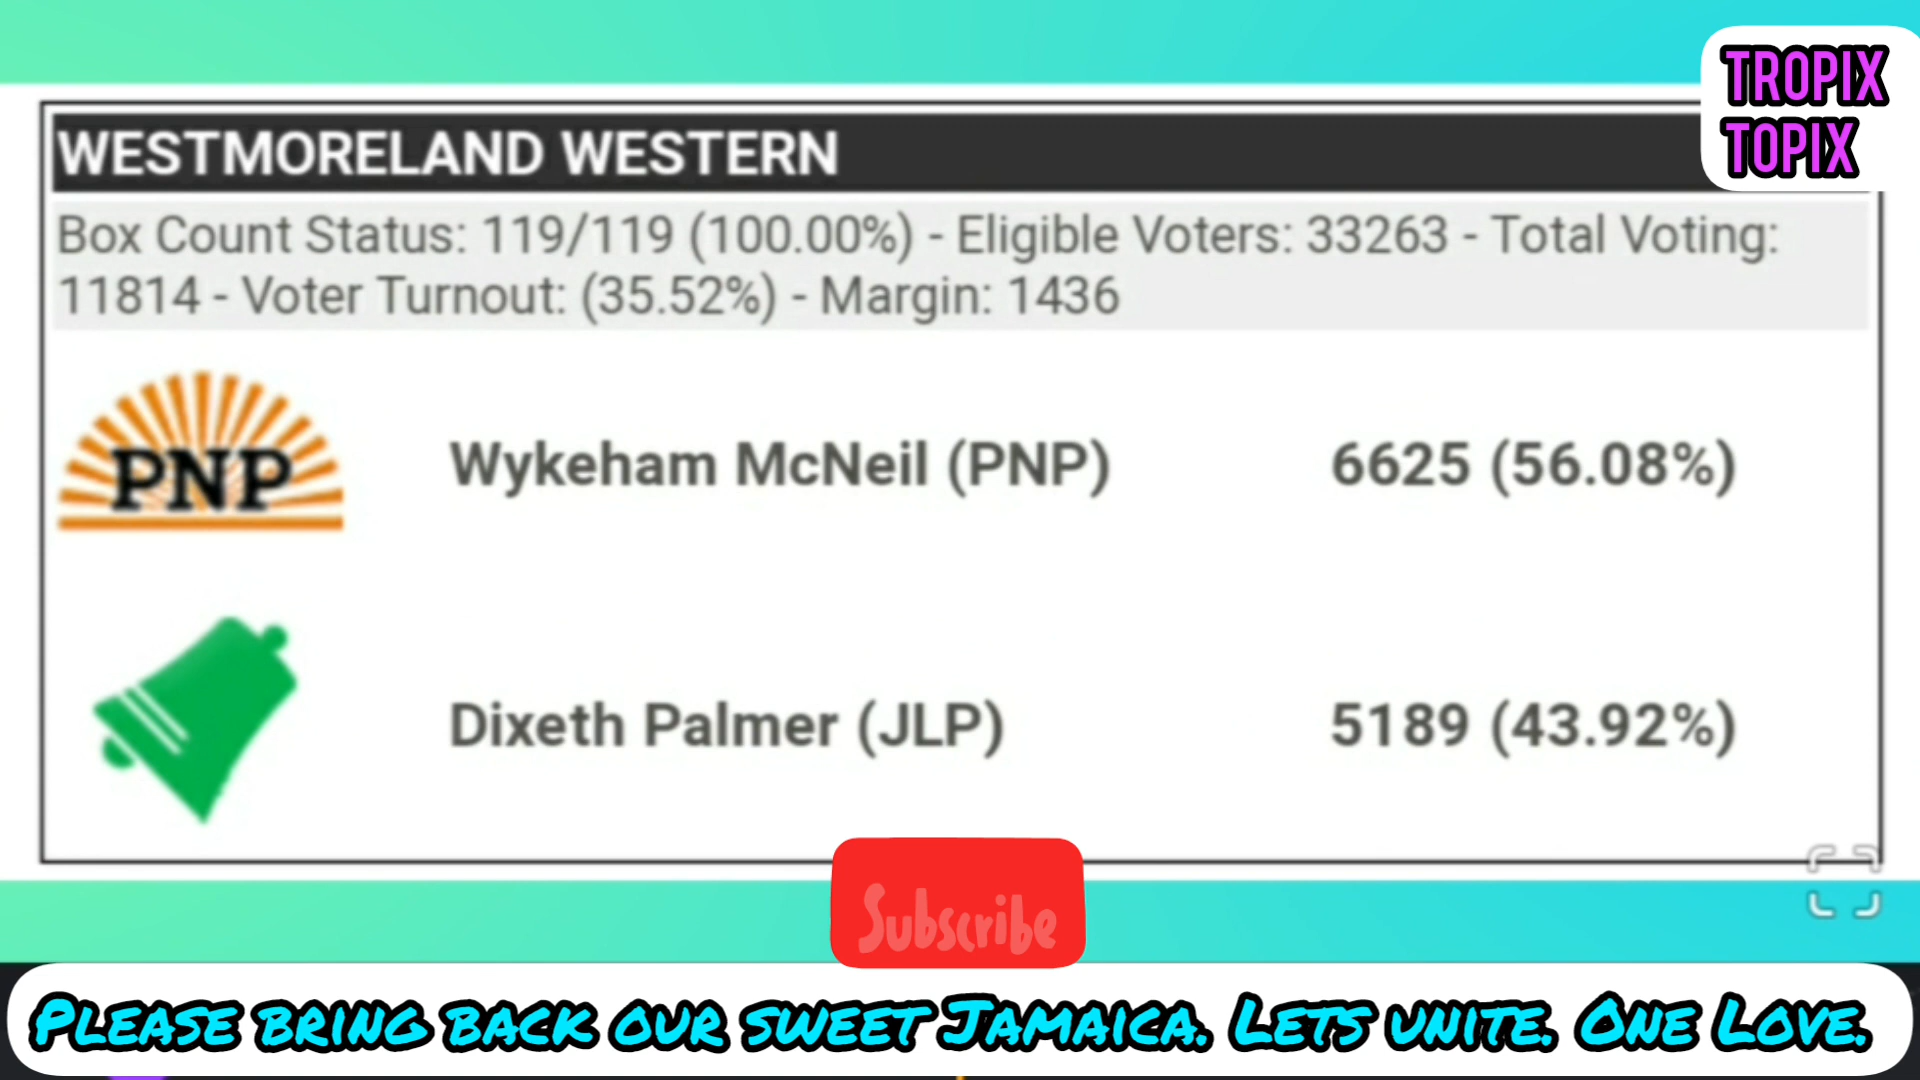 TROPIX
TOPIX
WESTMORELAND WESTERN
Box Count Status: 119/119 (100.00%) - Eligible Voters: 33263 - Total Voting:
11814 - Voter Turnout: (35.52%) - Margin: 1436
PNP
Wykeham McNeil (PNP) 6625 (56.08%)
Dixeth Palmer (JLP) 5189 (43.92%)
Subscribe
Please bring back our sweet Jamaica. Lets unite. One Love.